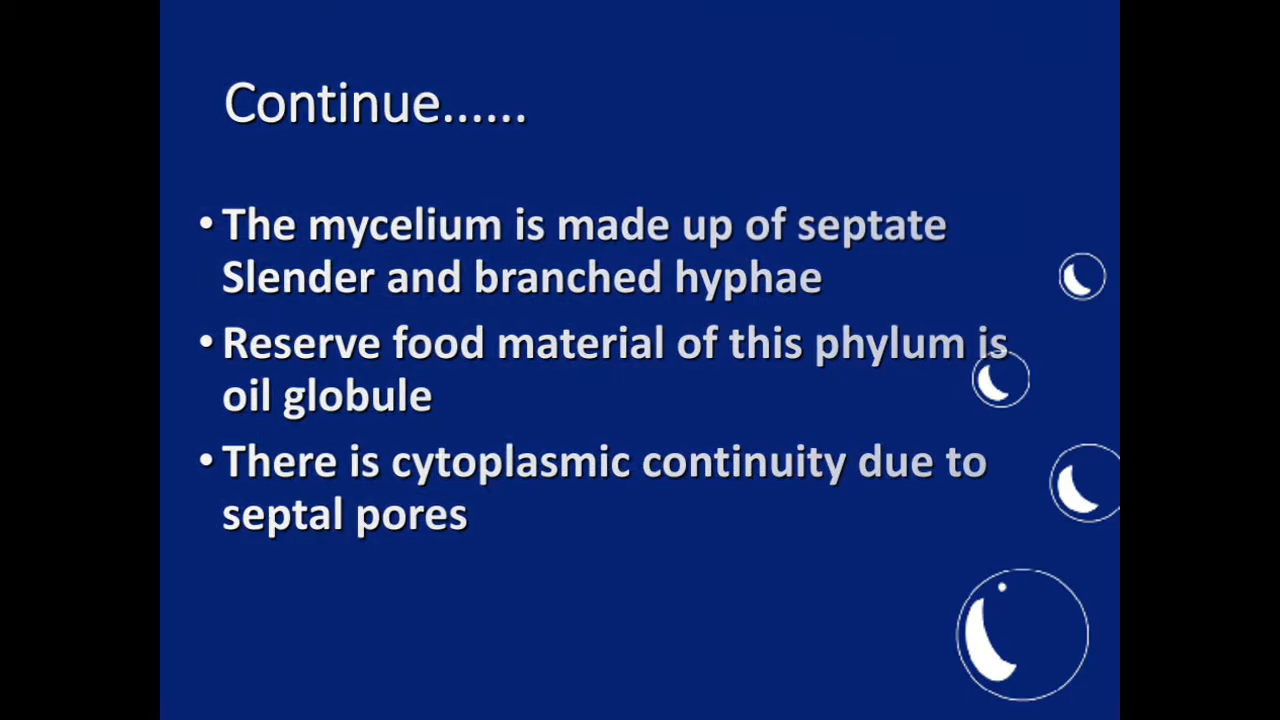 Continue......
• The mycelium is made up of septate
Slender and branched hyphae
• Reserve food material of this phylum is
oil globule
• There is cytoplasmic continuity due to
septal pores